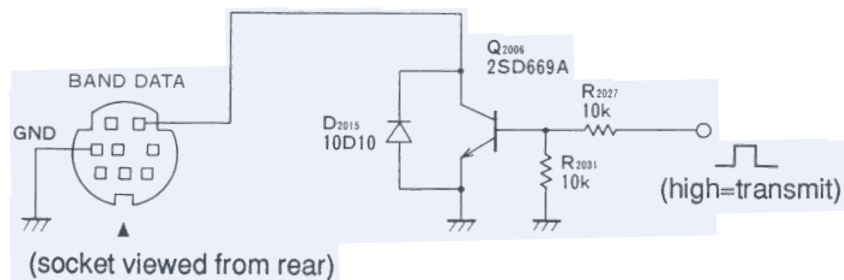 Q2006
2SD669A
BAND DATA
R2027
10k
GND
D2015
10D10
R2031
10k
(high=transmit)
(socket viewed from rear)